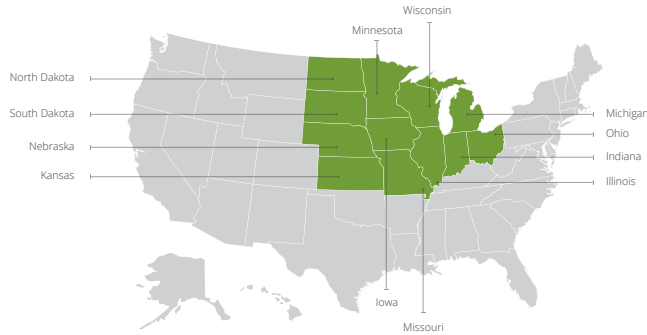 Wisconsin
Minnesota
North Dakota
South Dakota
Nebraska
Kansas
Michigan
Ohio
Indiana
Illinois
Iowa
Missouri